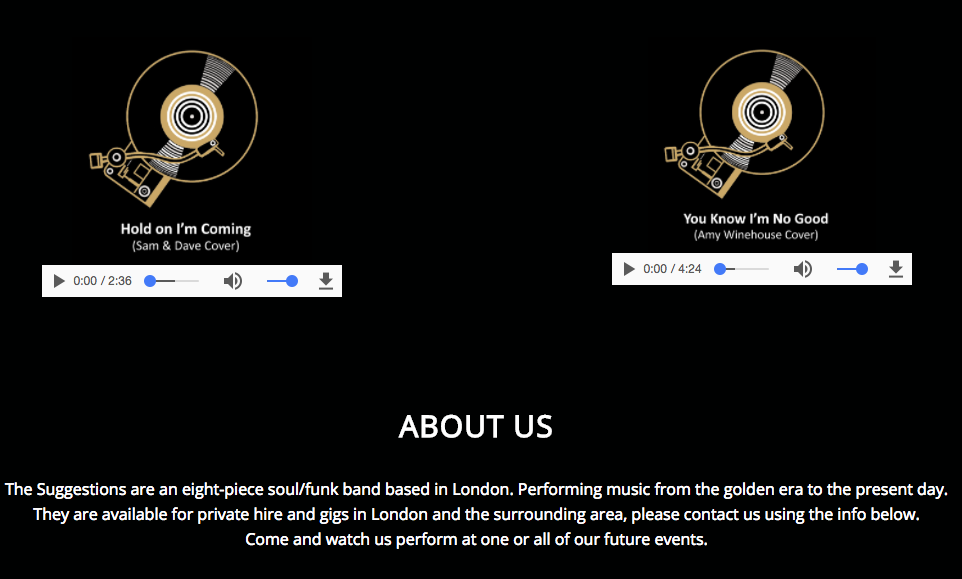 Hold on I'm Coming
(Sam & Dave Cover)
0:00 / 2:36
You Know I'm No Good
(Amy Winehouse Cover)
0:00 / 4:24
ABOUT US
The Suggestions are an eight-piece soul/funk band based in London. Performing music from the golden era to the present day.
They are available for private hire and gigs in London and the surrounding area, please contact us using the info below.
Come and watch us perform at one or all of our future events.